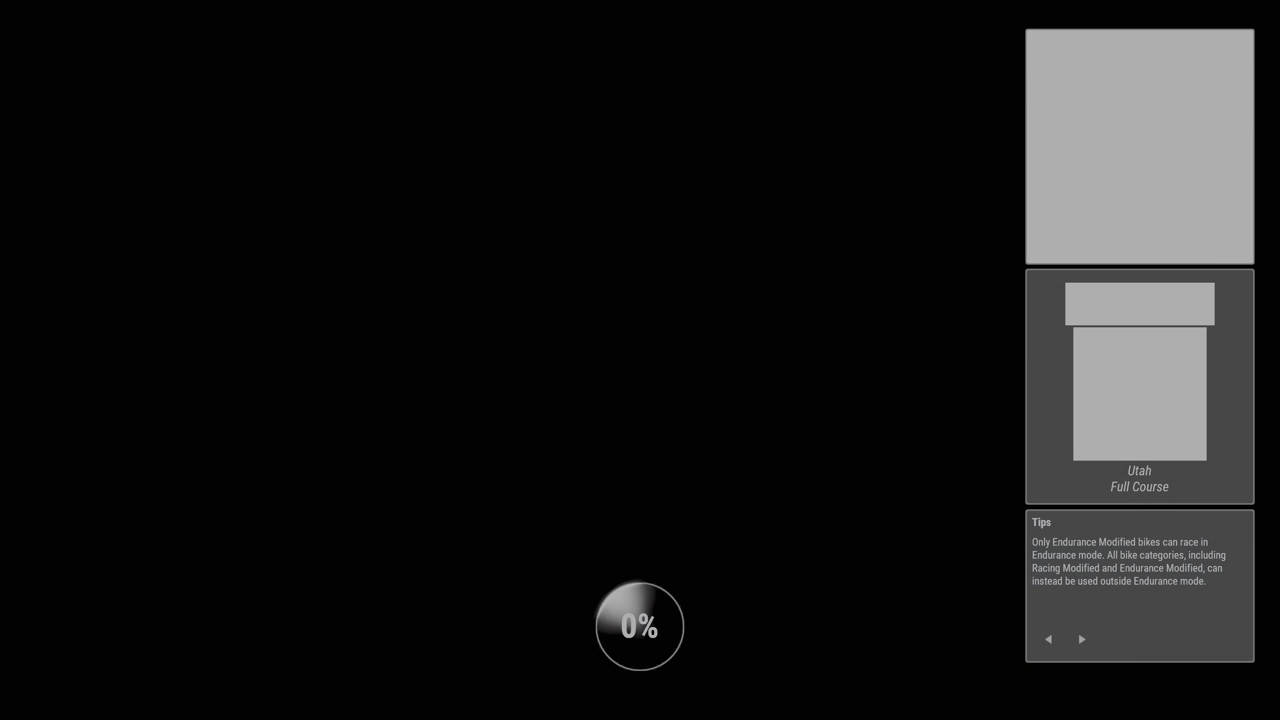 Utah
Full Course
Tips
Only Endurance Modified bikes can race in
Endurance mode. All bike categories, including
Racing Modified and Endurance Modified, can
instead be used outside Endurance mode.
0%